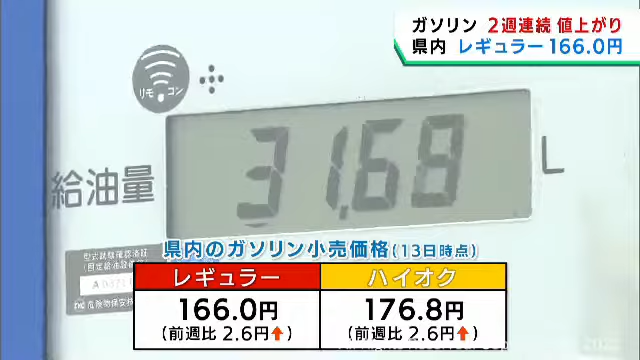 ガソリン 2週連続 値上がり
県内 レギュラー166.0円
リモコン
給油量
31.68
L
県内のガソリン小売価格(13日時点)
レギュラー
ハイオク
166.0円
176.8円
(前週比 2.6円↑)
(前週比 2.6円↑)